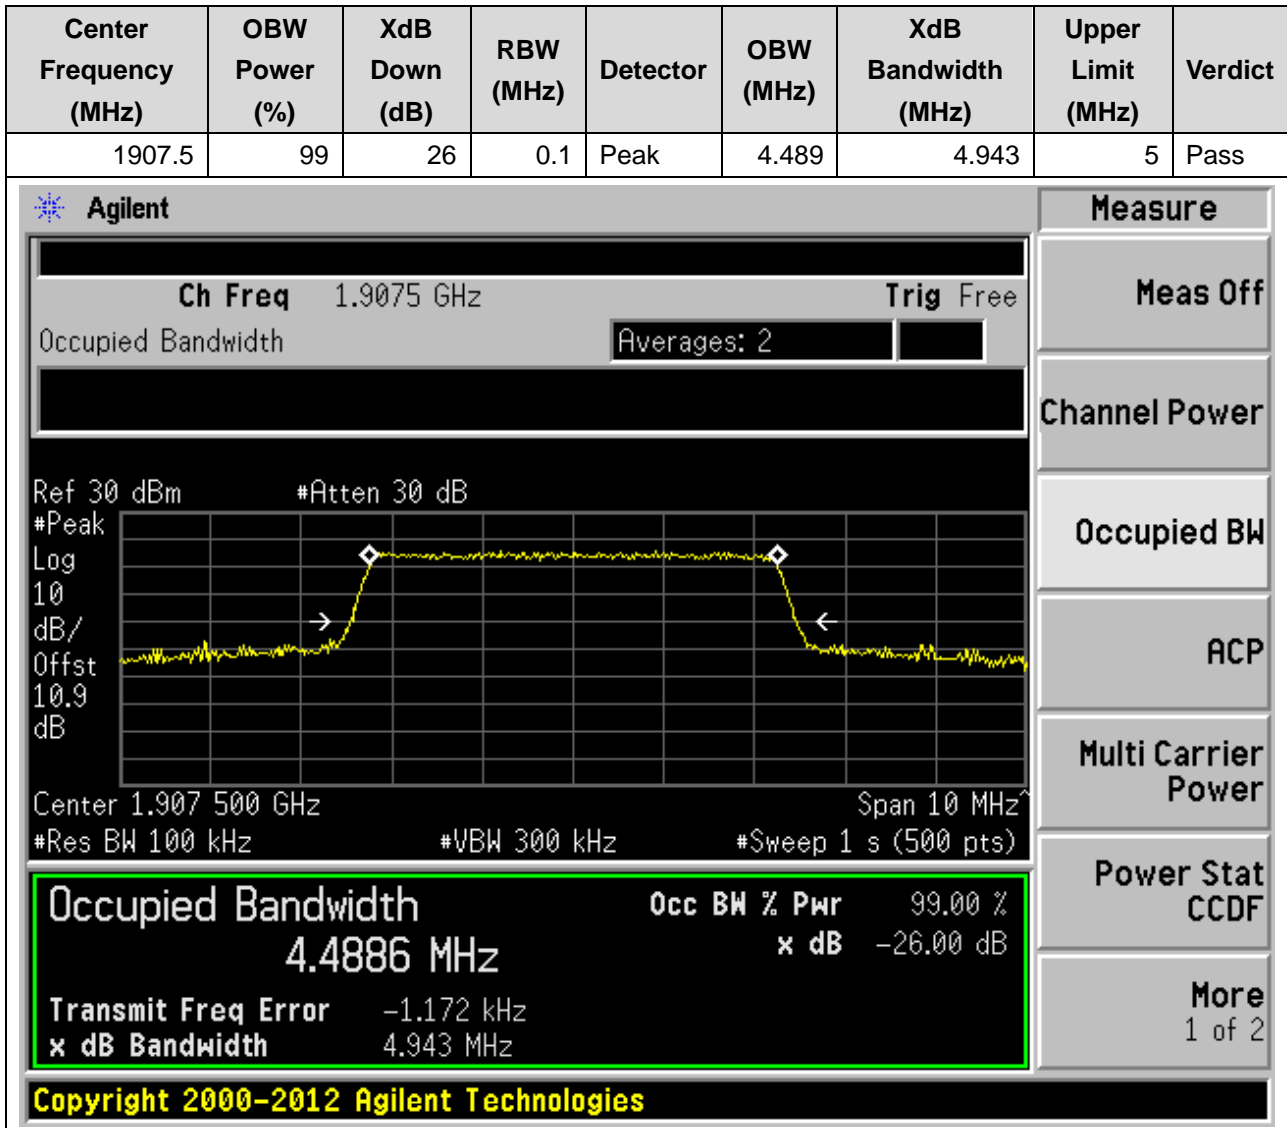 Center Frequency (MHz) OBW Power (%) XdB Down (dB) RBW (MHz) Detector OBW (MHz) XdB Bandwidth (MHz) Upper Limit (MHz) Verdict
1907.5 99 26 0.1 Peak 4.489 4.943 5 Pass
Agilent
Measure
Ch Freq 1.9075 GHz Trig Free
Meas Off
Occupied Bandwidth Averages: 2
Channel Power
Ref 30 dBm #Atten 30 dB
#Peak
Log
10
dB/
Offst
10.9
dB
Occupied BW
ACP
Multi Carrier
Power
Center 1.907 500 GHz Span 10 MHz^
#Res BW 100 kHz #VBW 300 kHz #Sweep 1 s (500 pts)
Power Stat
CCDF
Occupied Bandwidth Occ BW % Pwr 99.00 %
4.4886 MHz x dB -26.00 dB
Transmit Freq Error -1.172 kHz
x dB Bandwidth 4.943 MHz
More
1 of 2
Copyright 2000-2012 Agilent Technologies